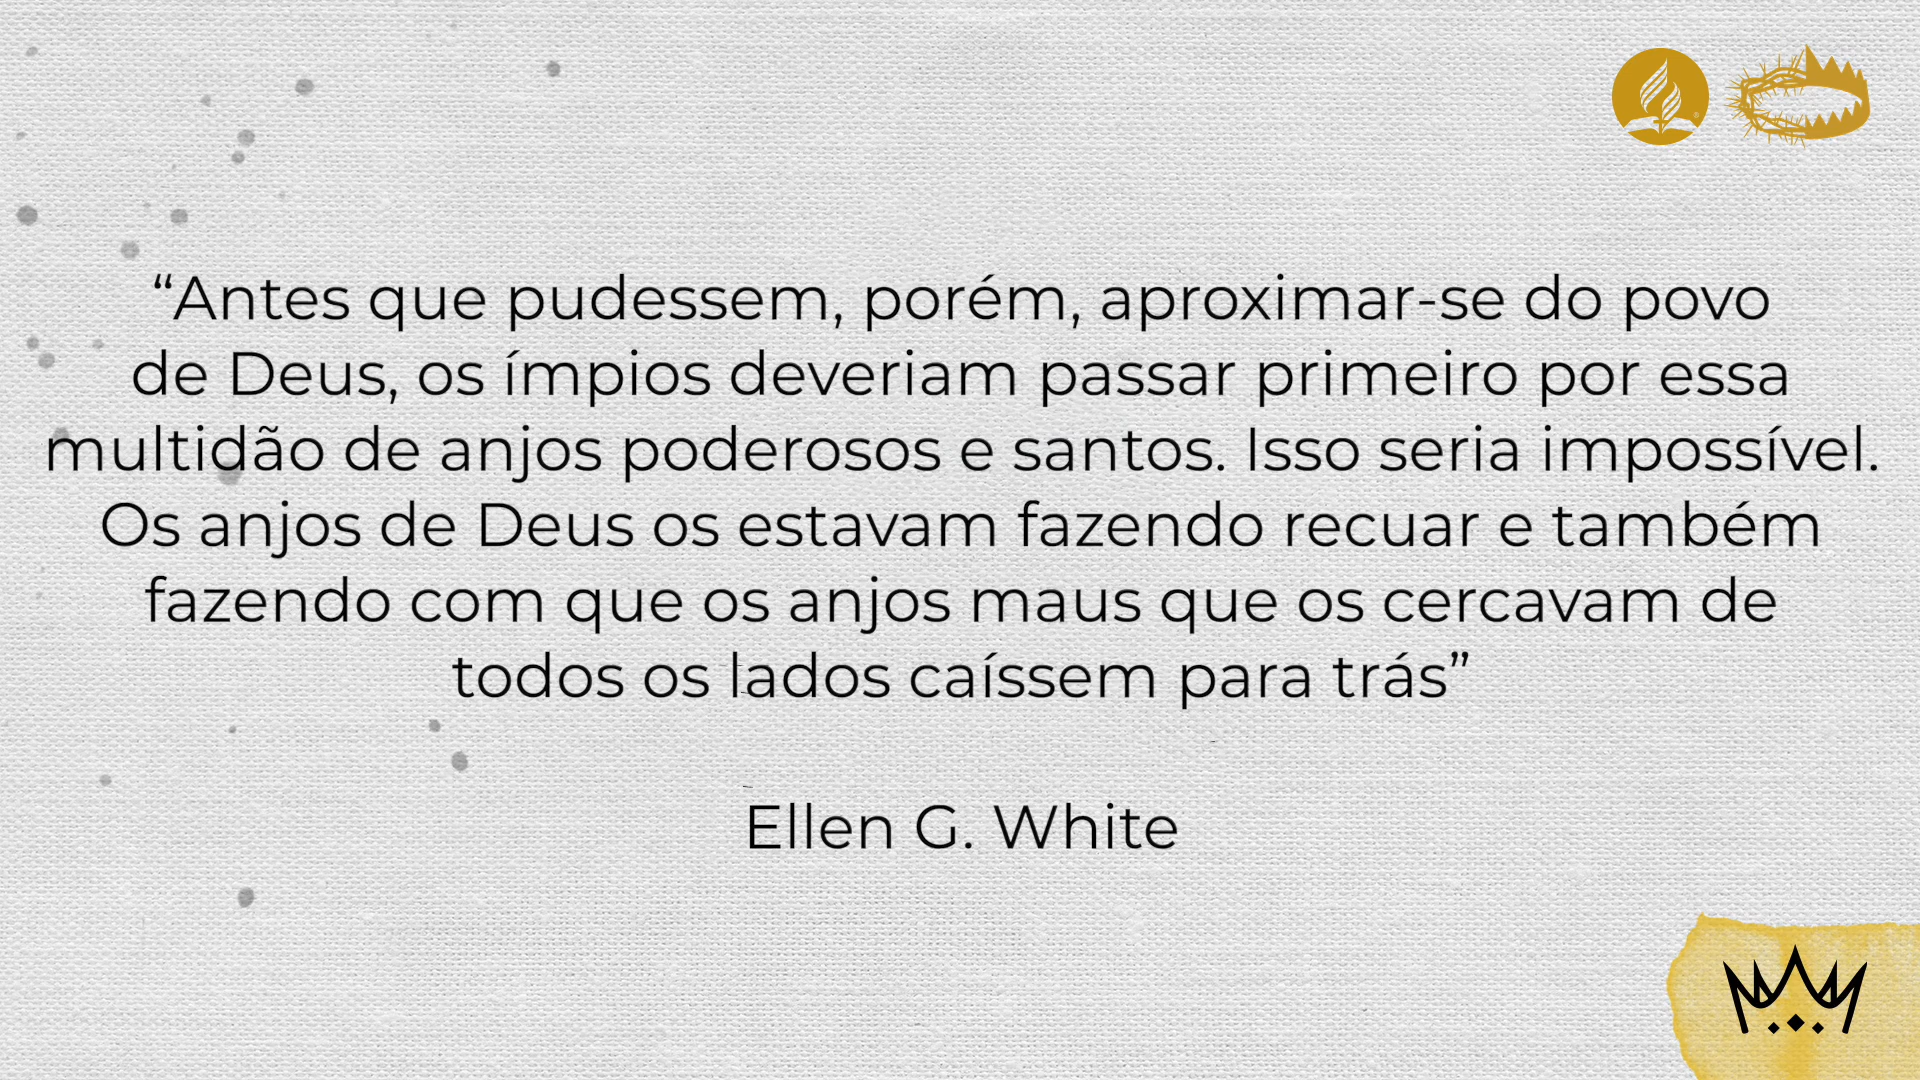 “Antes que pudessem, porém, aproximar-se do povo
de Deus, os ímpios deveriam passar primeiro por essa
multidão de anjos poderosos e santos. Isso seria impossível.
Os anjos de Deus os estavam fazendo recuar e também
fazendo com que os anjos maus que os cercavam de
todos os lados caíssem para trás”
Ellen G. White